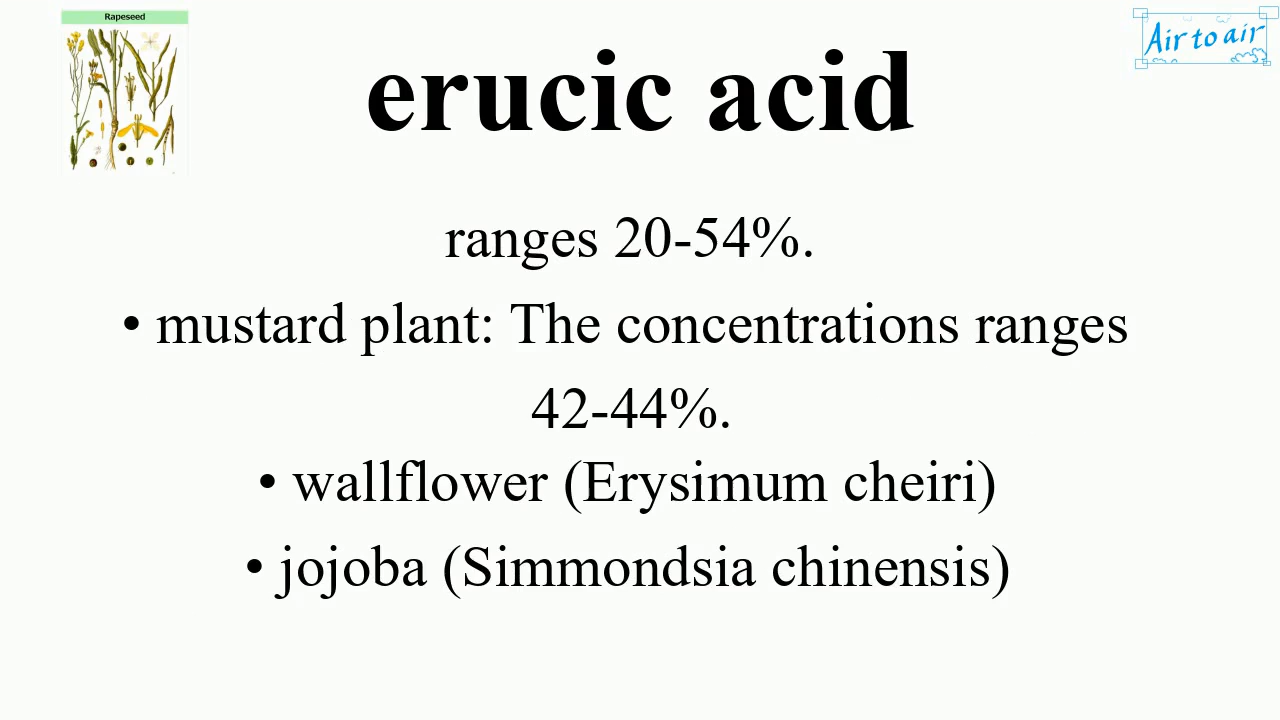 Rapeseed
Air to air
erucic acid
ranges 20-54%.
• mustard plant: The concentrations ranges
42-44%.
• wallflower (Erysimum cheiri)
• jojoba (Simmondsia chinensis)